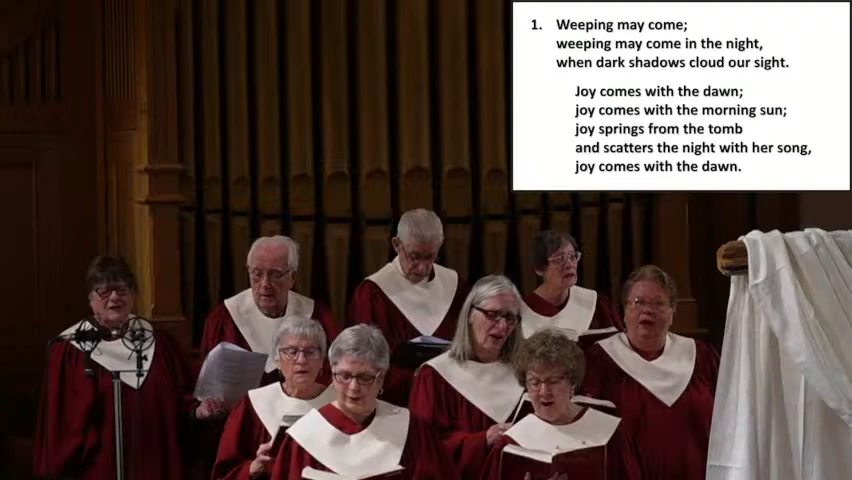 1. Weeping may come;
weeping may come in the night,
when dark shadows cloud our sight.
Joy comes with the dawn;
joy comes with the morning sun;
joy springs from the tomb
and scatters the night with her song,
joy comes with the dawn.